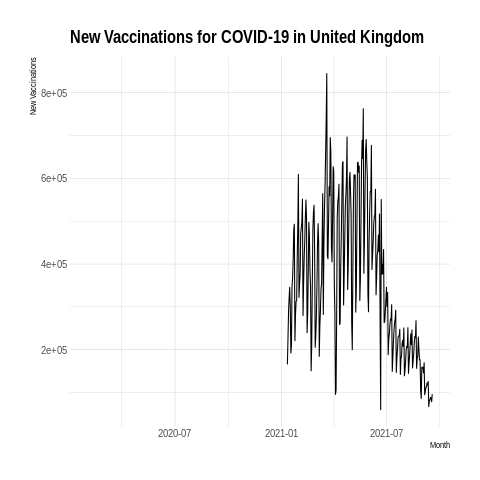 New Vaccinations for COVID-19 in United Kingdom
New Vaccinations
8e+05
6e+05
4e+05
2e+05
2020-07
2021-01
2021-07
Month